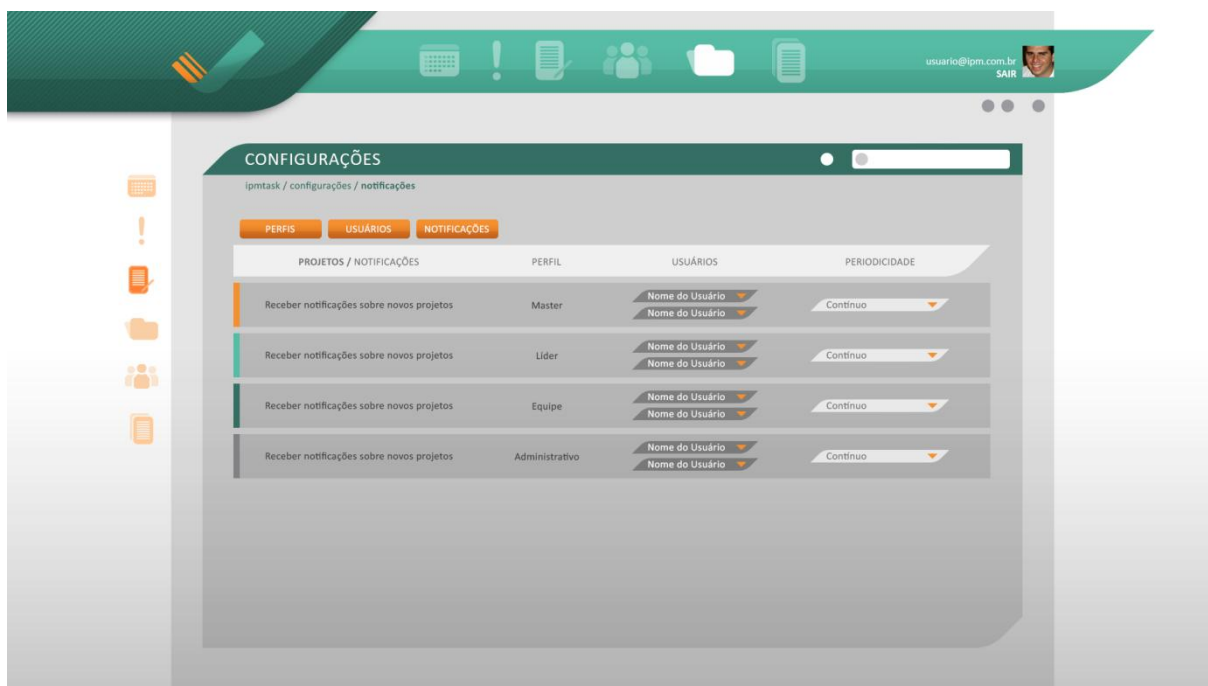 usuario@ipm.com.br
SAIR
CONFIGURAÇÕES
ipmtask / configurações / notificações
PERFIS USUÁRIOS NOTIFICAÇÕES
PROJETOS / NOTIFICAÇÕES PERFIL USUÁRIOS PERIODICIDADE
Receber notificações sobre novos projetos Master Nome do Usuário Contínuo
Nome do Usuário
Receber notificações sobre novos projetos Líder Nome do Usuário Contínuo
Nome do Usuário
Receber notificações sobre novos projetos Equipe Nome do Usuário Contínuo
Nome do Usuário
Receber notificações sobre novos projetos Administrativo Nome do Usuário Contínuo
Nome do Usuário